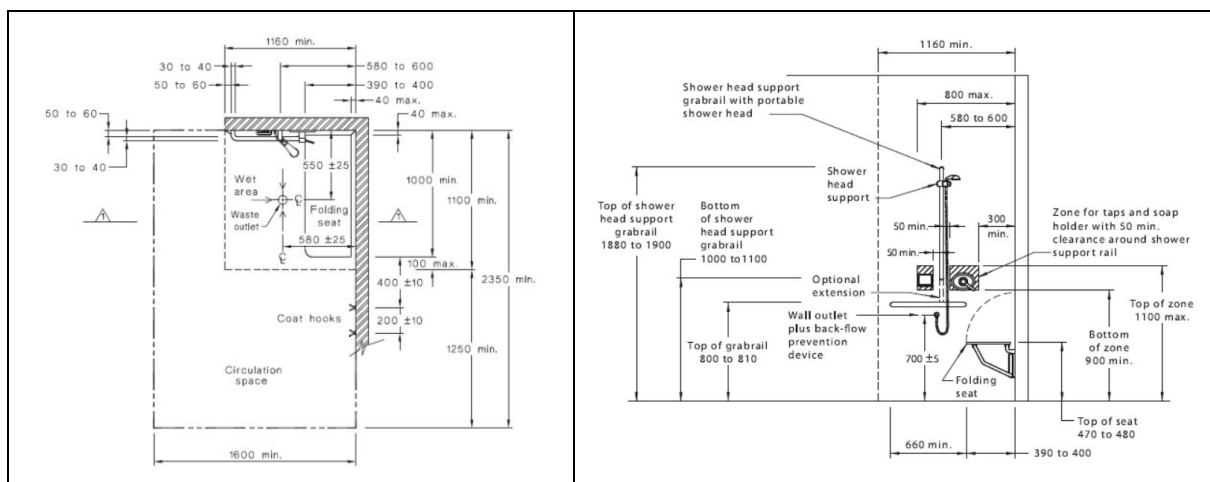 1160 min.
30 to 40
580 to 600
50 to 60
390 to 400
40 max.
50 to 60
40 max.
30 to 40
550 ±25
Wet
area
1000 min.
1100 min.
Waste
outlet
Folding
seat
1
1
580 ±25
100 max.
400 ±10
2350 min.
Coat hooks
200 ±10
1250 min.
Circulation
space
1600 min.
1160 min.
Shower head support
grabrail with portable
shower head
800 max.
580 to 600
Shower
head
support
Top of shower
head support
grabrail
1880 to 1900
Bottom
of shower
head support
grabrail
1000 to 1100
50 min.
300
min.
Zone for taps and soap
holder with 50 min.
clearance around shower
support rail
50 min.
Optional
extension
Wall outlet
plus back-flow
prevention
device
Top of grabrail
800 to 810
700 ±5
Top of zone
1100 max.
Bottom
of zone
900 min.
Folding
seat
Top of seat
470 to 480
660 min.
390 to 400